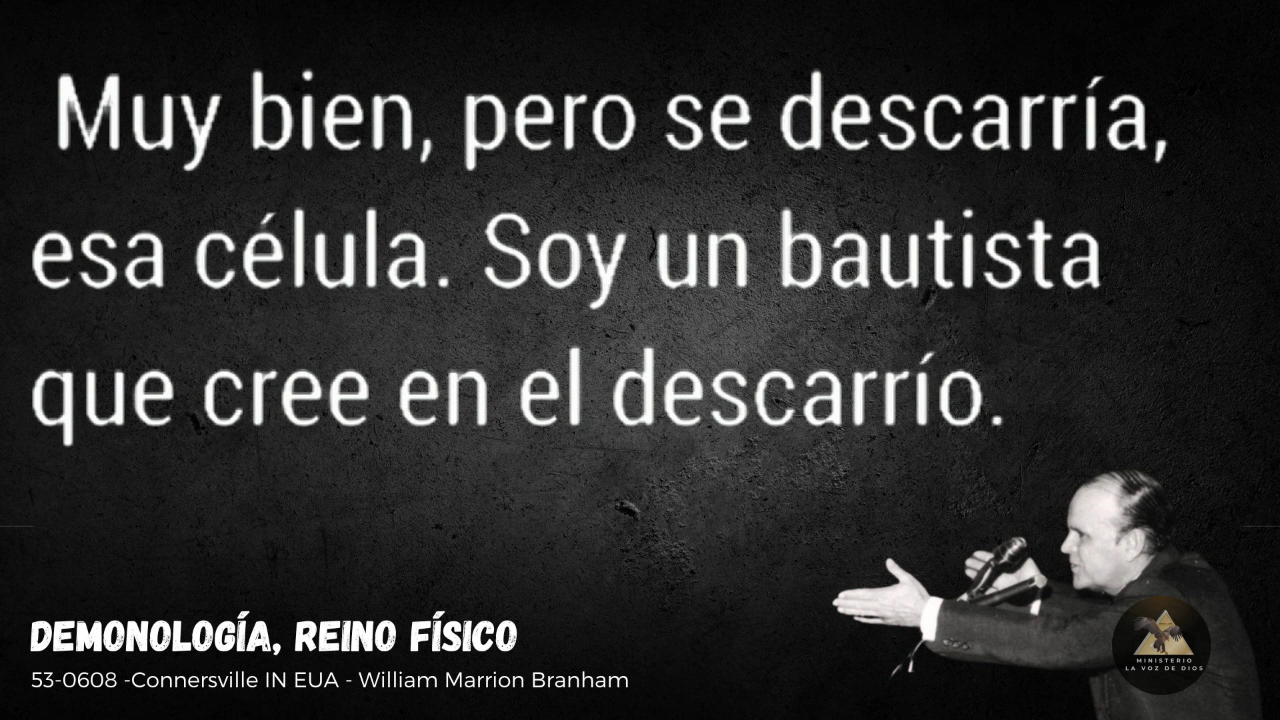 Muy bien, pero se descarría,
esa célula. Soy un bautista
que cree en el descarrío.
DEMONOLOGÍA, REINO FÍSICO
53-0608 -Connersville IN EUA - William Marrion Branham
MINISTERIO
LA VOZ DE DIOS